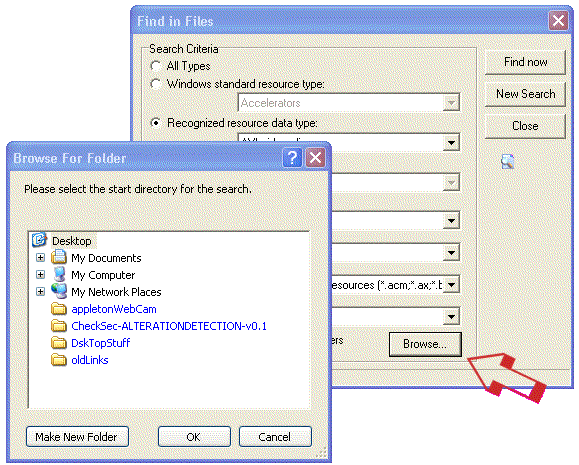 Find in Files
Search Criteria
All Types
Windows standard resource type:
Accelerators
Recognized resource data type:
Find now
New Search
Close
esources (*.acm;*.ax;*.b
ers
Browse...
Browse For Folder
Please select the start directory for the search.
Desktop
My Documents
My Computer
My Network Places
appletonWebCam
CheckSec-ALTERATIONDETECTION-v0.1
DskTopStuff
oldLinks
Make New Folder
OK
Cancel